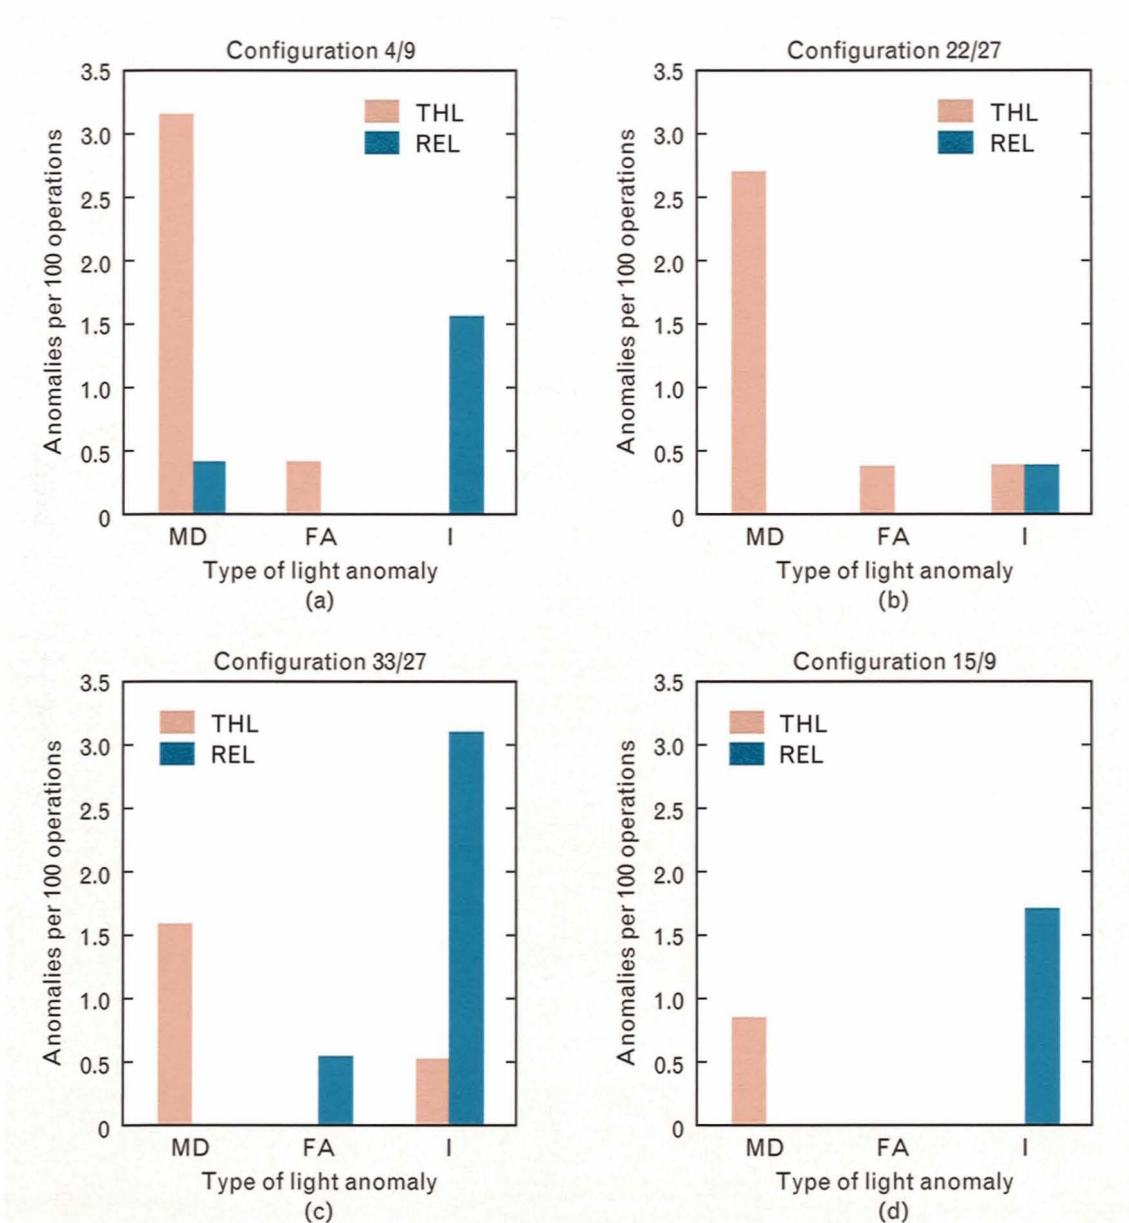 Configuration 4/9
3.5
3.0
2.5
2.0
1.5
1.0
0.5
0
Anomalies per 100 operations
THL
REL
MD FA I
Type of light anomaly
(a)
Configuration 22/27
3.5
3.0
2.5
2.0
1.5
1.0
0.5
0
Anomalies per 100 operations
THL
REL
MD FA I
Type of light anomaly
(b)
Configuration 33/27
3.5
3.0
2.5
2.0
1.5
1.0
0.5
0
Anomalies per 100 operations
THL
REL
MD FA I
Type of light anomaly
(c)
Configuration 15/9
3.5
3.0
2.5
2.0
1.5
1.0
0.5
0
Anomalies per 100 operations
THL
REL
MD FA I
Type of light anomaly
(d)